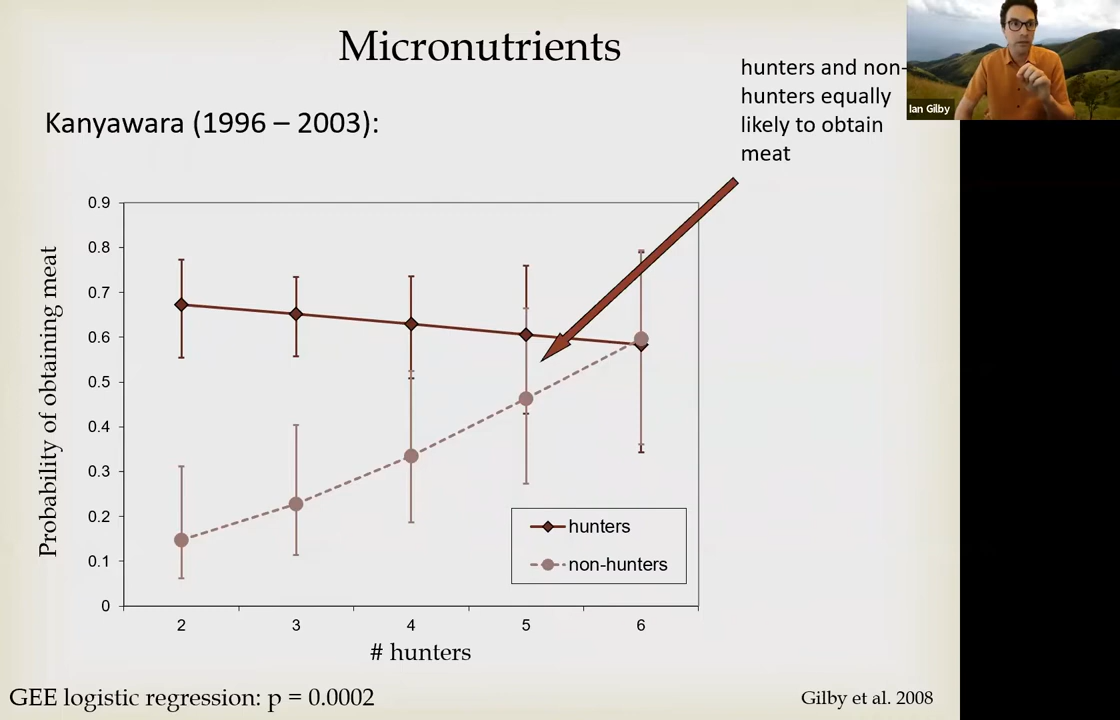 Micronutrients
hunters and non-
hunters equally
likely to obtain
meat
Ian Gilby
Kanyawara (1996 – 2003):
Probability of obtaining meat
0.9
0.8
0.7
0.6
0.5
0.4
0.3
0.2
0.1
0
2 3 4 5 6
# hunters
hunters
non-hunters
GEE logistic regression: p = 0.0002
Gilby et al. 2008